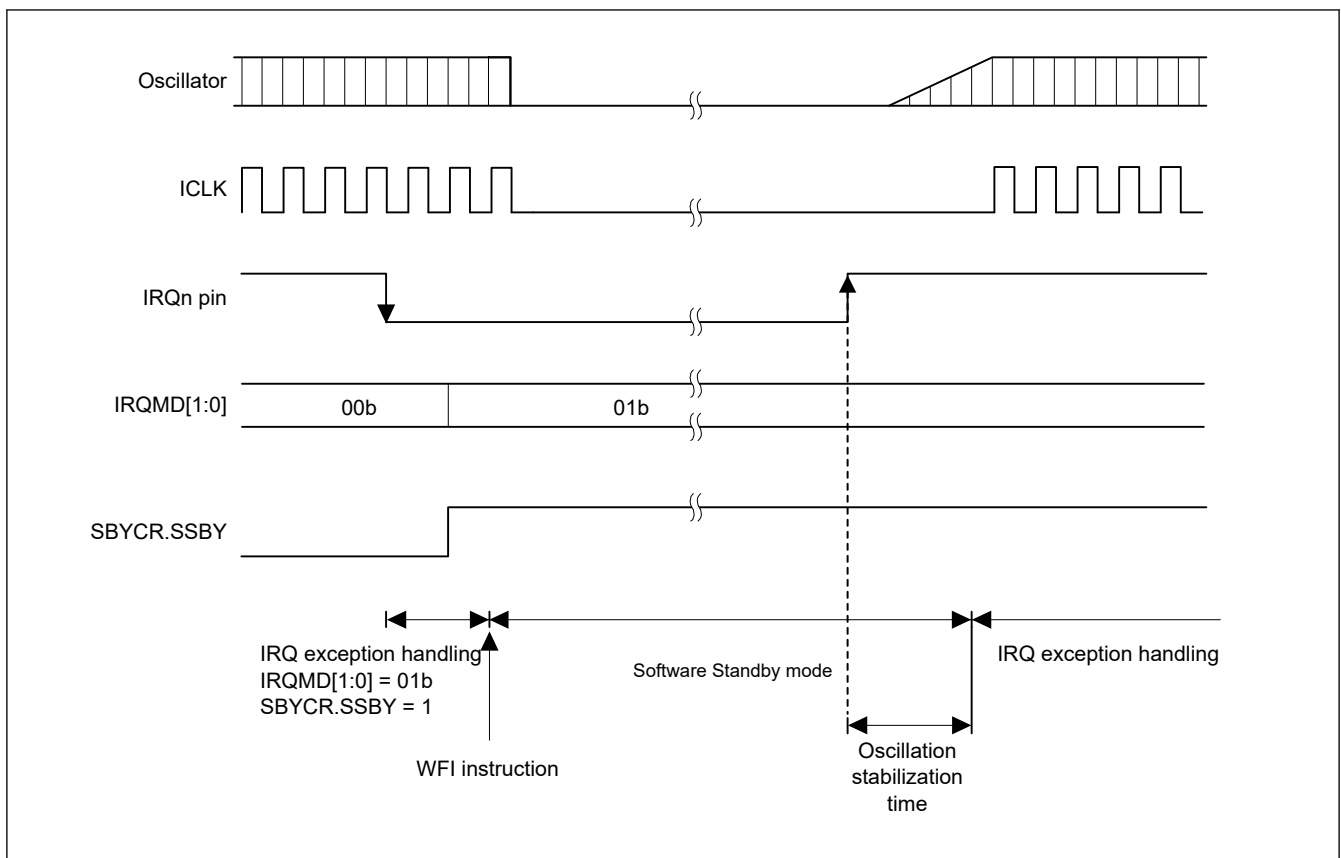 Oscillator
ICLK
IRQn pin
IRQMD[1:0]
00b
01b
SBYCR.SSBY
IRQ exception handling
IRQMD[1:0] = 01b
SBYCR.SSBY = 1
WFI instruction
Software Standby mode
Oscillation
stabilization
time
IRQ exception handling